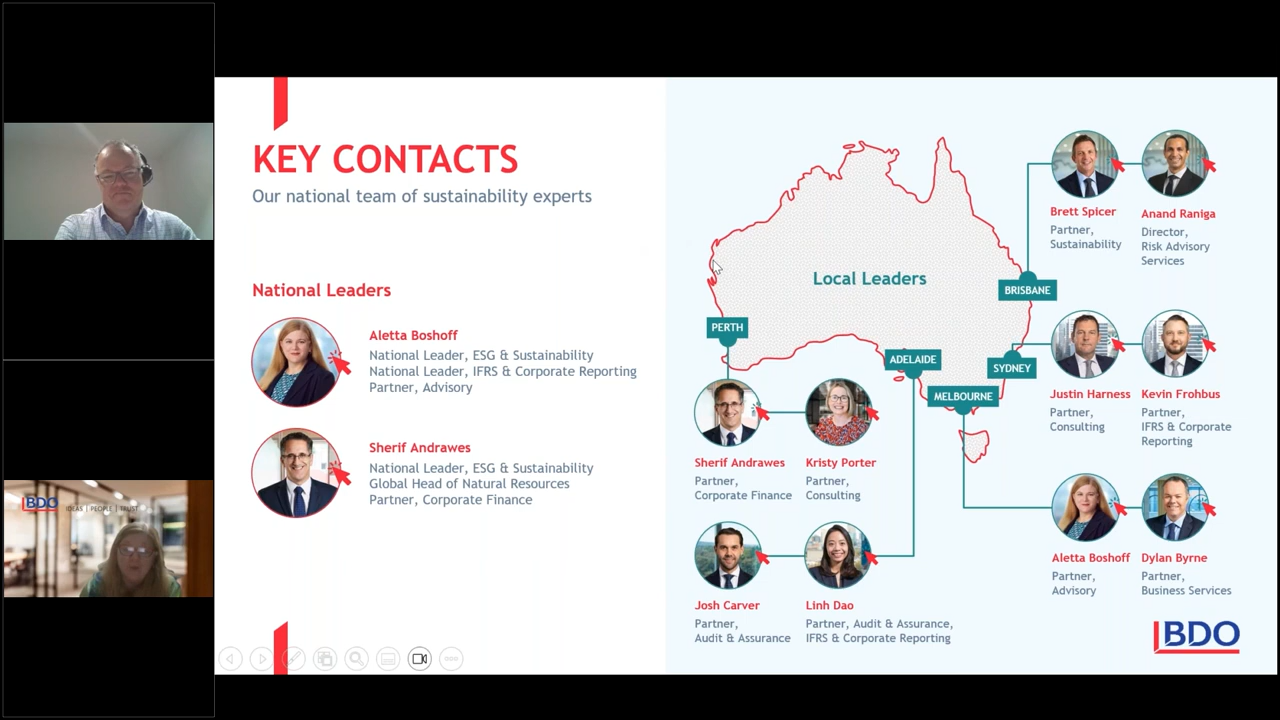 KEY CONTACTS
Our national team of sustainability experts
National Leaders
Aletta Boshoff
National Leader, ESG & Sustainability
National Leader, IFRS & Corporate Reporting
Partner, Advisory
Sherif Andrawes
National Leader, ESG & Sustainability
Global Head of Natural Resources
Partner, Corporate Finance
Local Leaders
PERTH
ADELAIDE
MELBOURNE
SYDNEY
BRISBANE
Brett Spicer
Partner,
Sustainability
Anand Raniga
Director,
Risk Advisory
Services
Justin Harness
Partner,
Consulting
Kevin Frohbus
Partner,
IFRS & Corporate
Reporting
Sherif Andrawes
Partner,
Corporate Finance
Kristy Porter
Partner,
Consulting
Aletta Boshoff
Partner,
Advisory
Dylan Byrne
Partner,
Business Services
Josh Carver
Partner,
Audit & Assurance
Linh Dao
Partner, Audit & Assurance,
IFRS & Corporate Reporting
BDO
BDO
IDEAS | PEOPLE | TRUST